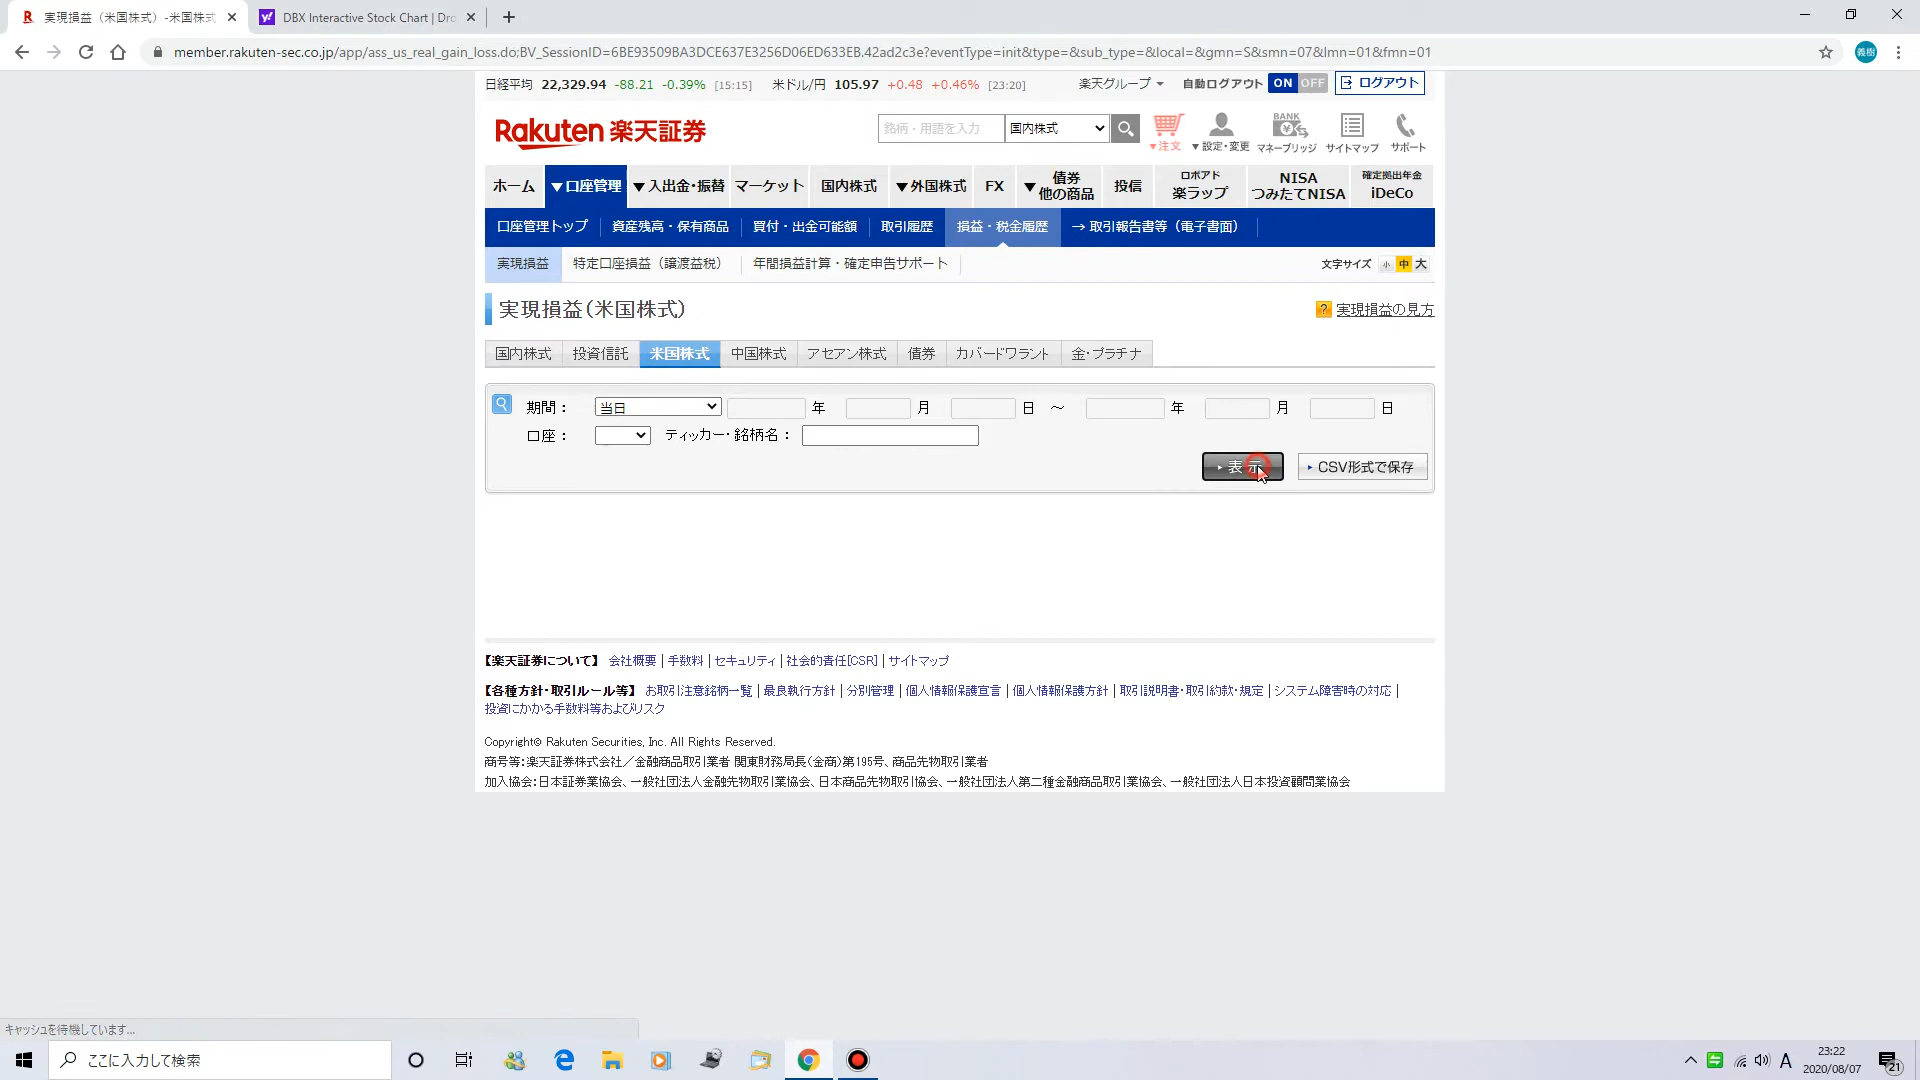 実現損益（米国株式）-米国株式
DBX Interactive Stock Chart | Dro
member.rakuten-sec.co.jp/app/ass_us_real_gain_loss.do;BV_SessionID=6BE93509BA3DCE637E3256D06ED633EB.42ad2c3e?eventType=init&type=&sub_type=&local=&gmn=S&smn=07&lmn=01&fmn=01
義樹
日経平均 22,329.94 -88.21 -0.39% [15:15] 米ドル/円 105.97 +0.48 +0.46% [23:20] 楽天グループ 自動ログアウト ON OFF ログアウト
Rakuten 楽天証券 銘柄・用語を入力 国内株式
▼注文 ▼設定・変更 BANK マネーブリッジ サイトマップ サポート
ホーム ▼口座管理 ▼入出金・振替 マーケット 国内株式 ▼外国株式 FX ▼債券 他の商品 投信 ロボアド 楽ラップ NISA つみたてNISA 確定拠出年金 iDeCo
口座管理トップ 資産残高・保有商品 買付・出金可能額 取引履歴 損益・税金履歴 → 取引報告書等（電子書面）
実現損益 特定口座損益（譲渡益税） 年間損益計算・確定申告サポート 文字サイズ 小 中 大
実現損益（米国株式） ? 実現損益の見方
国内株式 投資信託 米国株式 中国株式 アセアン株式 債券 カバードワラント 金・プラチナ
期間： 当日 年 月 日 ～ 年 月 日
口座： ティッカー・銘柄名：
表示 CSV形式で保存
【楽天証券について】 会社概要 | 手数料 | セキュリティ | 社会的責任[CSR] | サイトマップ
【各種方針・取引ルール等】 お取引注意銘柄一覧 | 最良執行方針 | 分別管理 | 個人情報保護宣言 | 個人情報保護方針 | 取引説明書・取引約款・規定 | システム障害時の対応 |
投資にかかる手数料等およびリスク
Copyright© Rakuten Securities, Inc. All Rights Reserved.
商号等：楽天証券株式会社／金融商品取引業者 関東財務局長（金商）第195号、商品先物取引業者
加入協会：日本証券業協会、一般社団法人金融先物取引業協会、日本商品先物取引協会、一般社団法人第二種金融商品取引業協会、一般社団法人日本投資顧問業協会
キャッシュを待機しています...
ここに入力して検索
A
23:22
2020/08/07
21